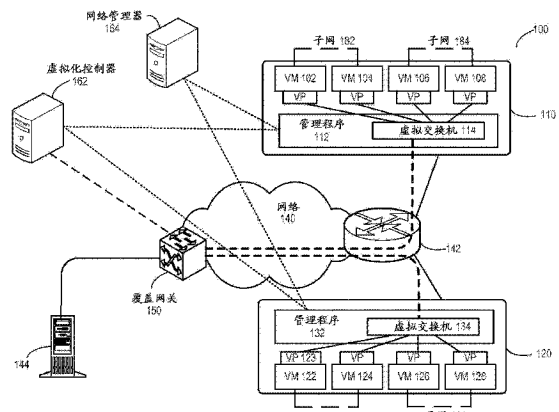 网络管理器
164
虚拟化控制器
162
子网 182
子网 184
100
VM 102
VM 104
VM 106
VM 108
VP
VP
VP
VP
管理程序
112
虚拟交换机 114
110
网络
140
142
覆盖网关
150
144
管理程序
132
虚拟交换机 134
120
VP 123
VP
VP
VP
VM 122
VM 124
VM 126
VM 128